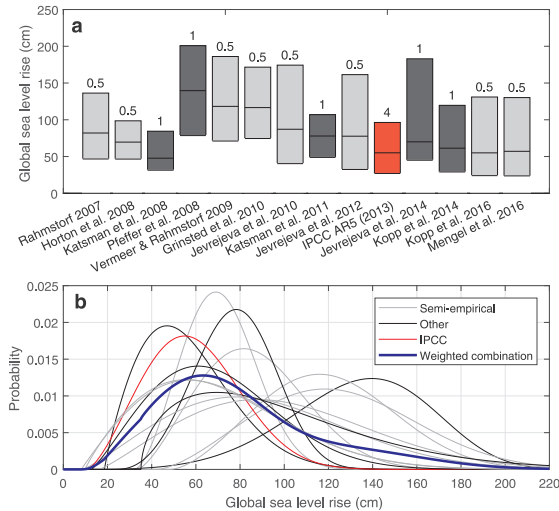 a
Global sea level rise (cm)
250
200
150
100
50
0
0.5
0.5
1
1
0.5
0.5
0.5
1
0.5
4
1
1
0.5
0.5
Rahmstorf 2007
Horton et al. 2008
Katsman et al. 2008
Pfeffer et al. 2008
Vermeer & Rahmstorf 2009
Grinsted et al. 2010
Jevrejeva et al. 2010
Katsman et al. 2011
Jevrejeva et al. 2012
IPCC AR5 (2013)
Jevrejeva et al. 2014
Kopp et al. 2014
Kopp et al. 2016
Mengel et al. 2016
b
Probability
0.025
0.02
0.015
0.01
0.005
0
Semi-empirical
Other
IPCC
Weighted combination
0 20 40 60 80 100 120 140 160 180 200 220
Global sea level rise (cm)